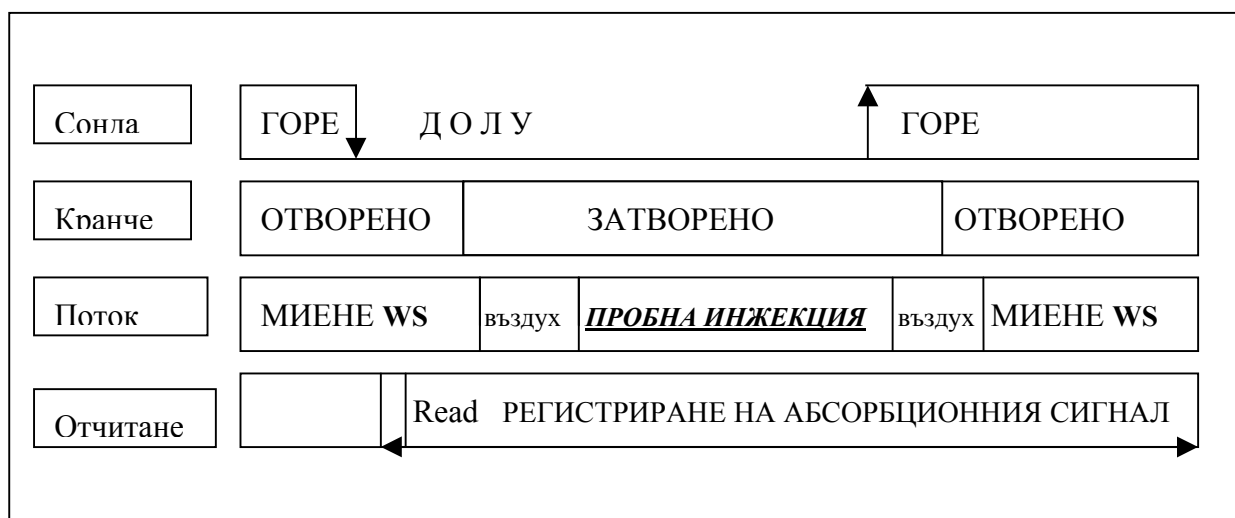 Сонда ГОРЕ Д О Л У ГОРЕ
Кранче ОТВОРЕНО ЗАТВОРЕНО ОТВОРЕНО
Поток МИЕНЕ WS въздух ПРОБНА ИНЖЕКЦИЯ въздух МИЕНЕ WS
Отчитане Read РЕГИСТРИРАНЕ НА АБСОРБЦИОННИЯ СИГНАЛ